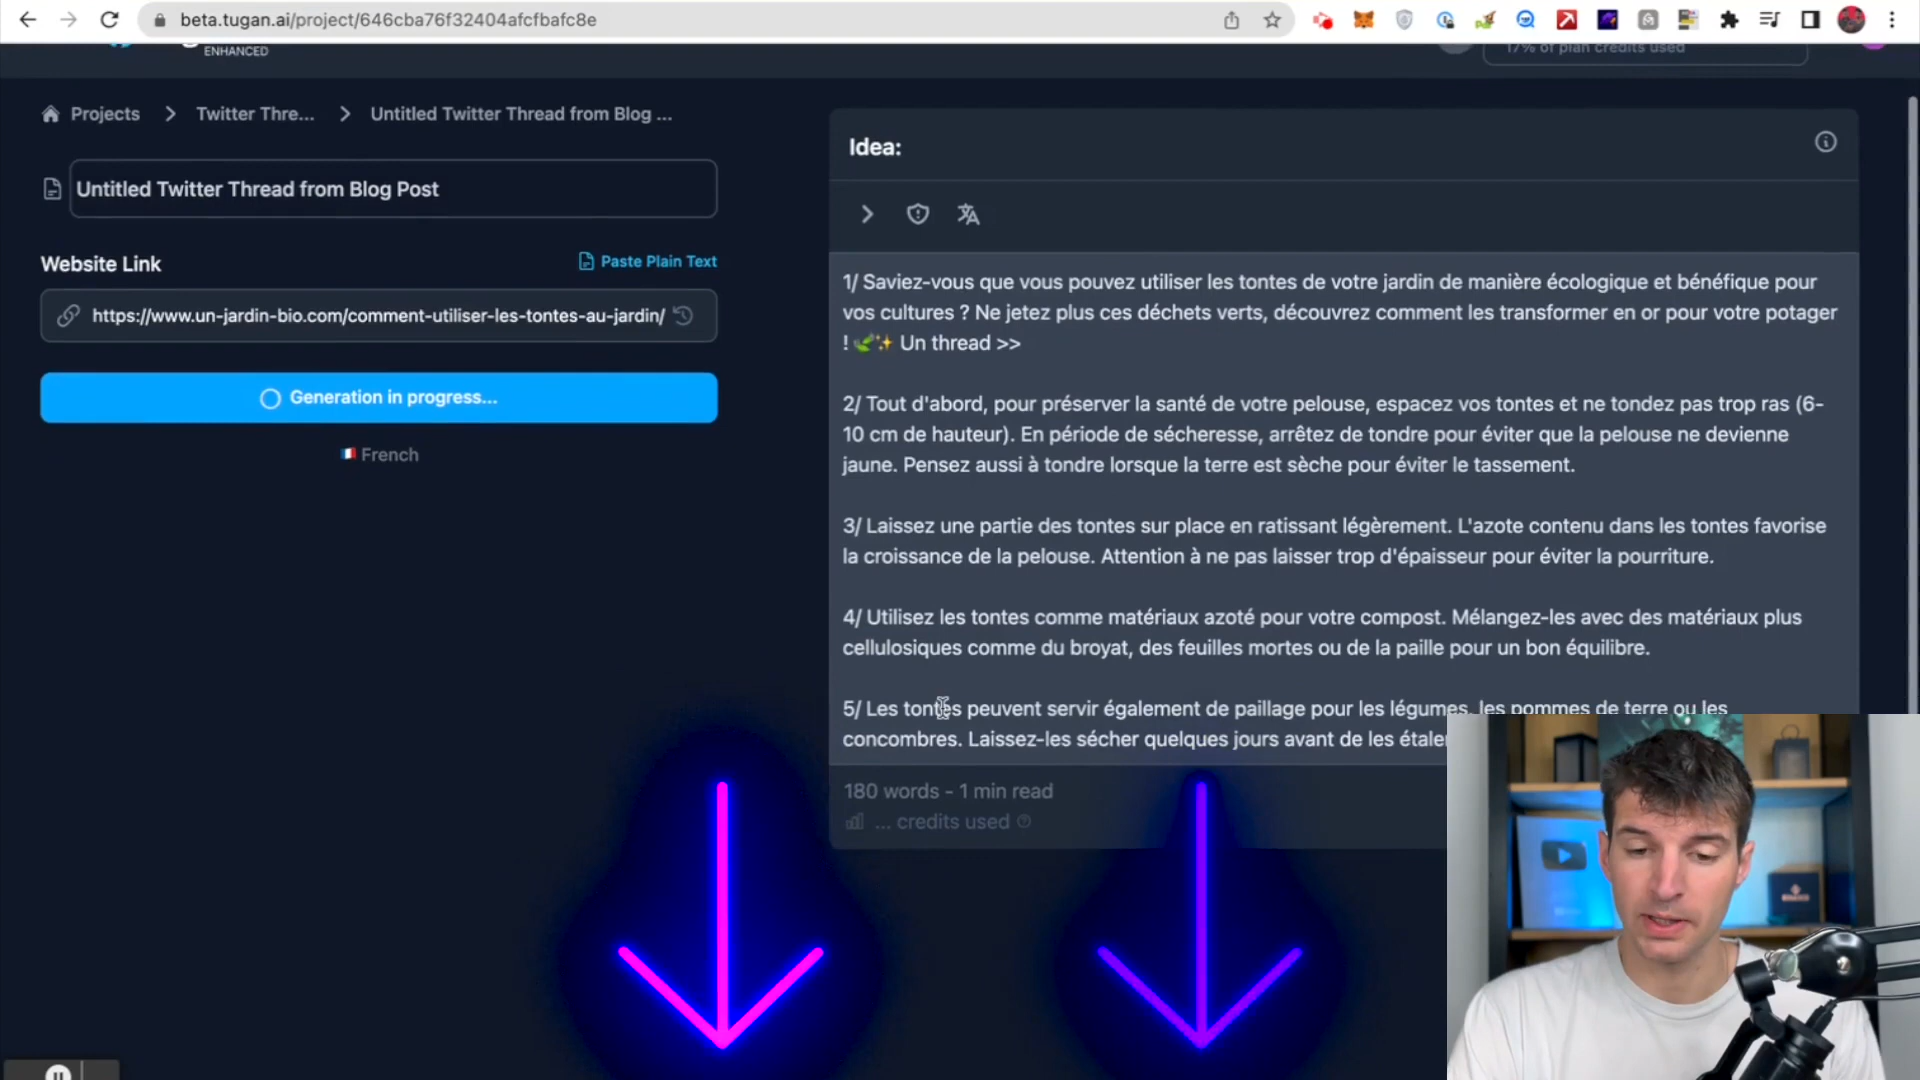 beta.tugan.ai/project/646cba76f32404afcfbafc8e
ENHANCED
17% of plan credits used
Projects > Twitter Thre... > Untitled Twitter Thread from Blog ...
Untitled Twitter Thread from Blog Post
Website Link
Paste Plain Text
https://www.un-jardin-bio.com/comment-utiliser-les-tontes-au-jardin/
Generation in progress...
French
Idea:
1/ Saviez-vous que vous pouvez utiliser les tontes de votre jardin de manière écologique et bénéfique pour
vos cultures ? Ne jetez plus ces déchets verts, découvrez comment les transformer en or pour votre potager
! 🌿✨ Un thread >>
2/ Tout d'abord, pour préserver la santé de votre pelouse, espacez vos tontes et ne tondez pas trop ras (6-
10 cm de hauteur). En période de sécheresse, arrêtez de tondre pour éviter que la pelouse ne devienne
jaune. Pensez aussi à tondre lorsque la terre est sèche pour éviter le tassement.
3/ Laissez une partie des tontes sur place en ratissant légèrement. L'azote contenu dans les tontes favorise
la croissance de la pelouse. Attention à ne pas laisser trop d'épaisseur pour éviter la pourriture.
4/ Utilisez les tontes comme matériaux azoté pour votre compost. Mélangez-les avec des matériaux plus
cellulosiques comme du broyat, des feuilles mortes ou de la paille pour un bon équilibre.
5/ Les tontes peuvent servir également de paillage pour les légumes, les pommes de terre ou les
concombres. Laissez-les sécher quelques jours avant de les étaler
180 words - 1 min read
... credits used